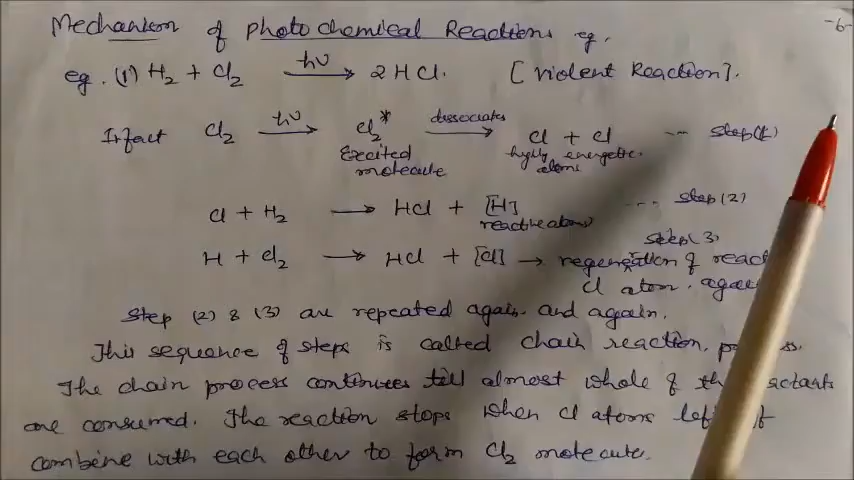 -6-
Mechanism of Photochemical Reactions eg.
eg. (1) H₂ + Cl₂ hν → 2HCl. [Violent Reaction].
Infact Cl₂ hν → Cl₂* dissociates → Cl + Cl --- Step(1)
Excited molecule highly energetic atoms
Cl + H₂ → HCl + [H] --- Step(2)
reactive atoms
Step(3)
H + Cl₂ → HCl + [Cl] → regeneration of
Cl atom.
Step (2) & (3) are repeated again and again.
This sequence of steps is called chain reaction
The chain process continues till almost whole of
are consumed. The reaction stops when Cl atoms
combine with each other to form Cl₂ molecule.